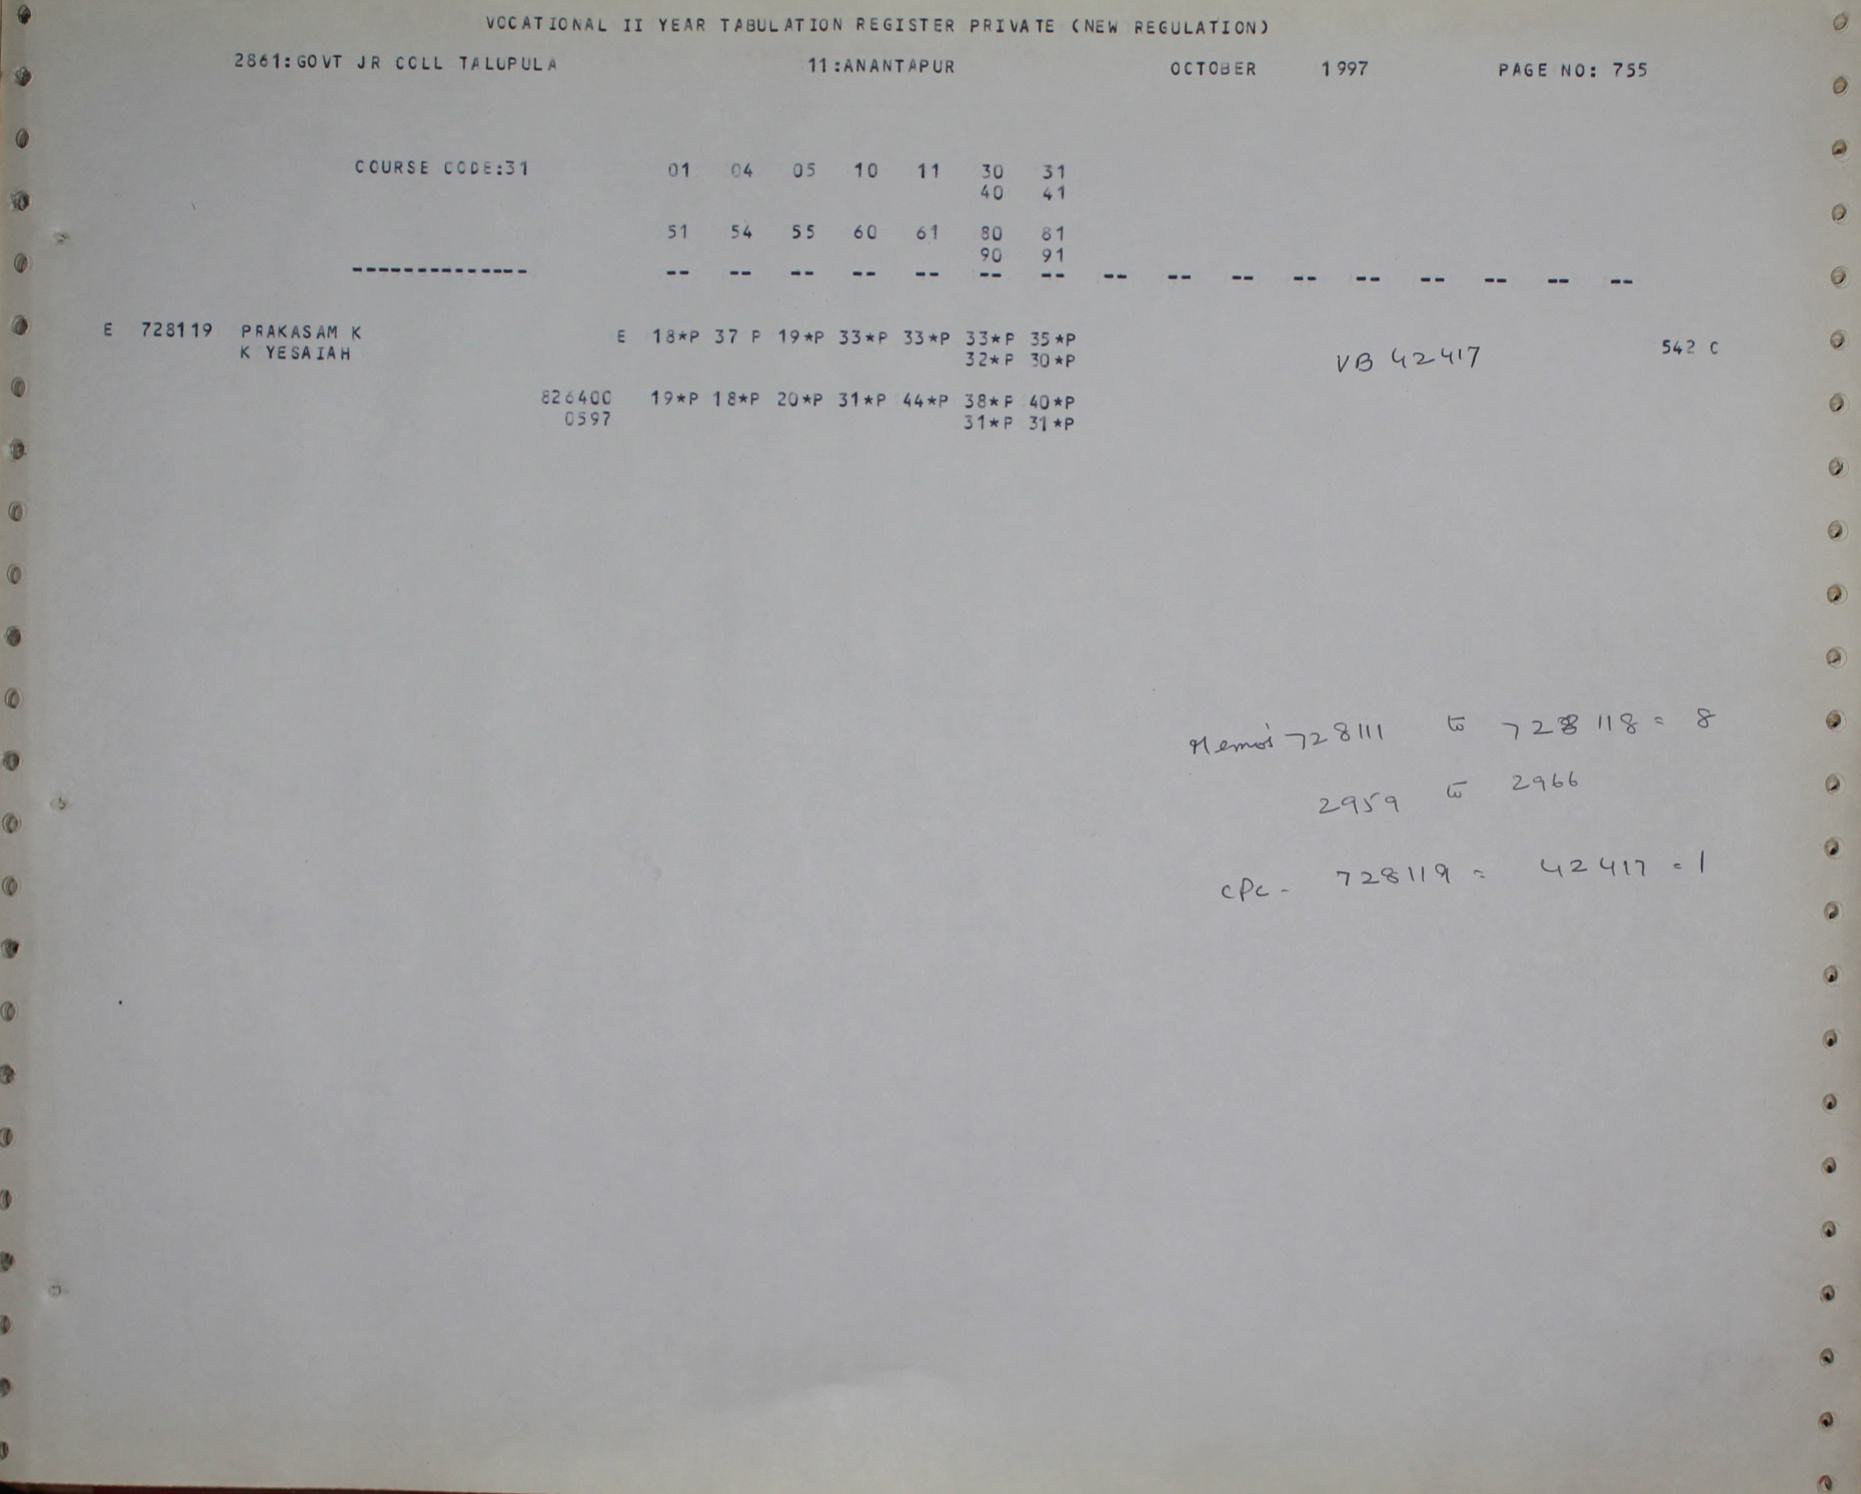 VOCATIONAL II YEAR TABULATION REGISTER PRIVATE (NEW REGULATION)
2861:GOVT JR COLL TALUPULA 11:ANANTAPUR OCTOBER 1997 PAGE NO: 755
COURSE CODE:31 01 04 05 10 11 30 31
40 41
51 54 55 60 61 80 81
90 91
-------------- -- -- -- -- -- -- -- -- -- -- -- -- -- -- -- --
E 728119 PRAKASAM K E 18*P 37 P 19*P 33*P 33*P 33*P 35*P
K YESAIAH 32*P 30*P VB 42417 542 C
826400 19*P 18*P 20*P 31*P 44*P 38*P 40*P
0597 31*P 31*P
Memo's 728111 to 728118 = 8
2959 to 2966
CPC - 728119 = 42417 = 1